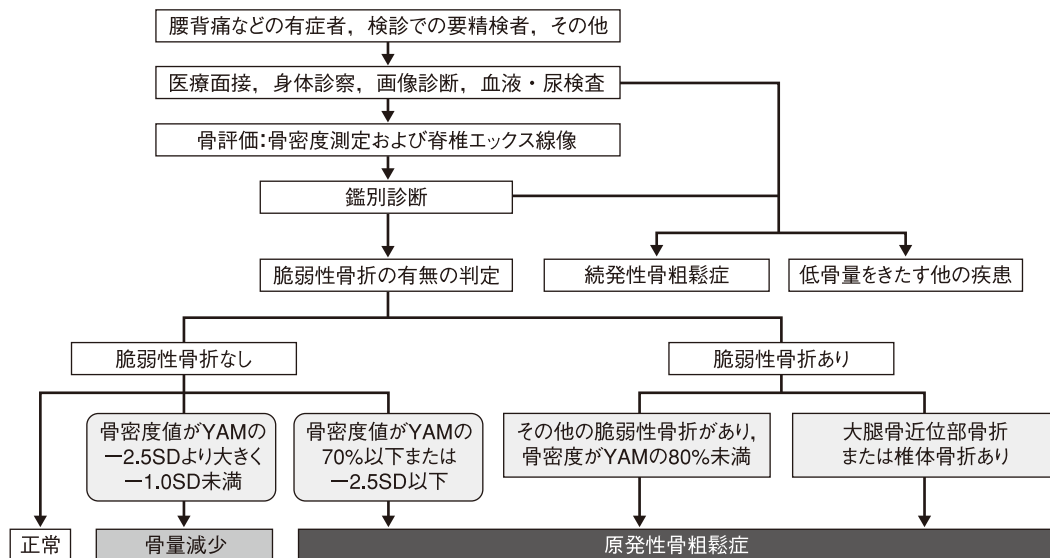 腰背痛などの有症者，検診での要精検者，その他
医療面接，身体診察，画像診断，血液・尿検査
骨評価：骨密度測定および脊椎エックス線像
鑑別診断
脆弱性骨折の有無の判定
続発性骨粗鬆症
低骨量をきたす他の疾患
脆弱性骨折なし
脆弱性骨折あり
骨密度値がYAMの
−2.5SDより大きく
−1.0SD未満
骨密度値がYAMの
70%以下または
−2.5SD以下
その他の脆弱性骨折があり，
骨密度がYAMの80%未満
大腿骨近位部骨折
または椎体骨折あり
正常
骨量減少
原発性骨粗鬆症